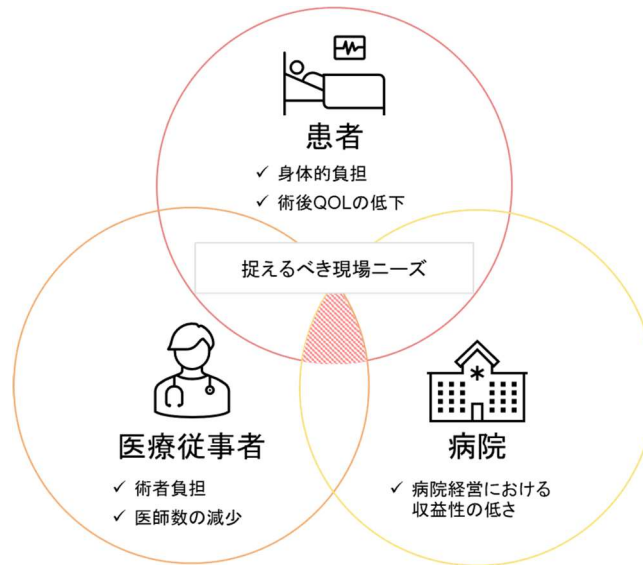 患者
✓ 身体的負担
✓ 術後QOLの低下
捉えるべき現場ニーズ
医療従事者
✓ 術者負担
✓ 医師数の減少
病院
✓ 病院経営における
収益性の低さ